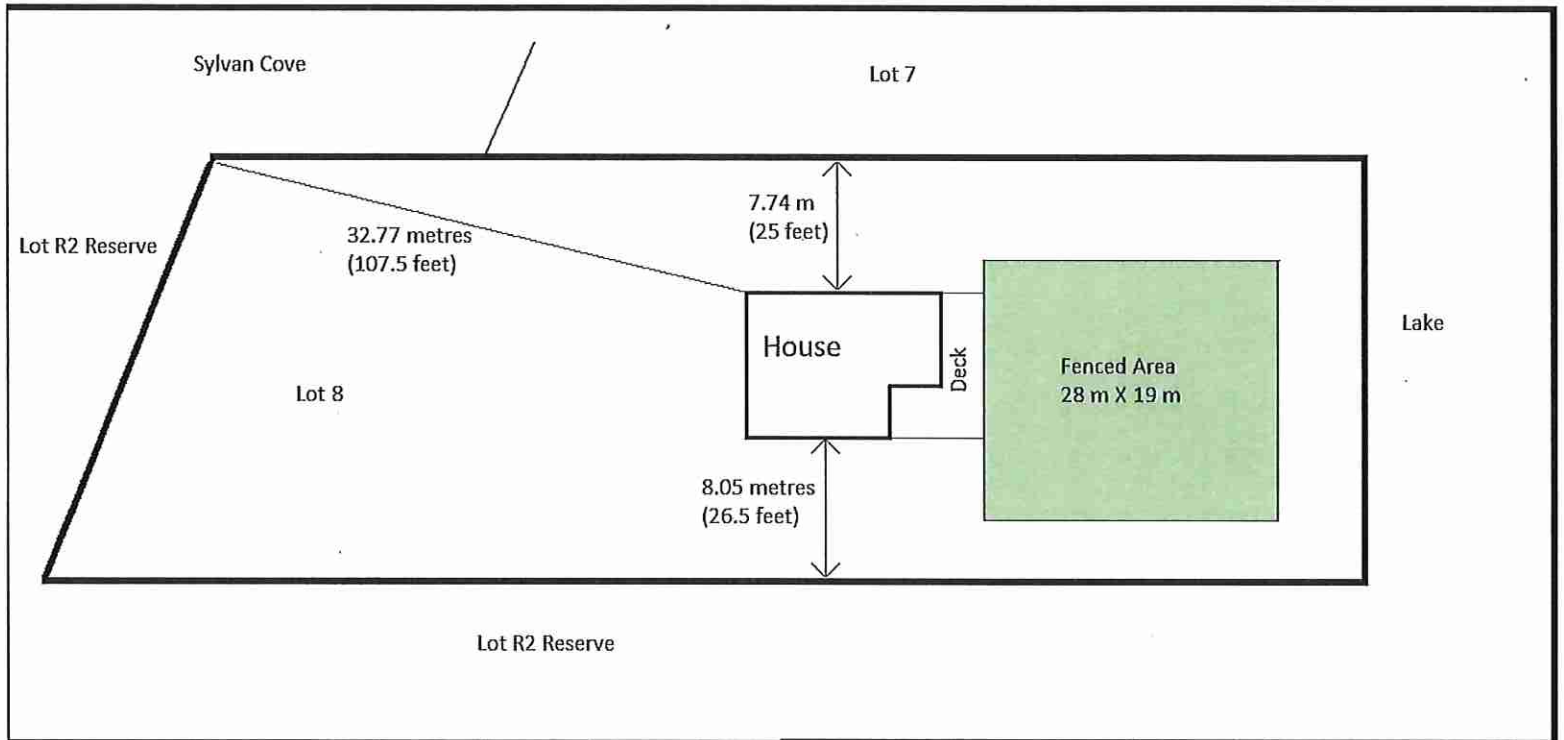 Sylvan Cove
Lot 7
7.74 m
(25 feet)
Lot R2 Reserve
32.77 metres
(107.5 feet)
Lake
House
Deck
Fenced Area
28 m X 19 m
Lot 8
8.05 metres
(26.5 feet)
Lot R2 Reserve